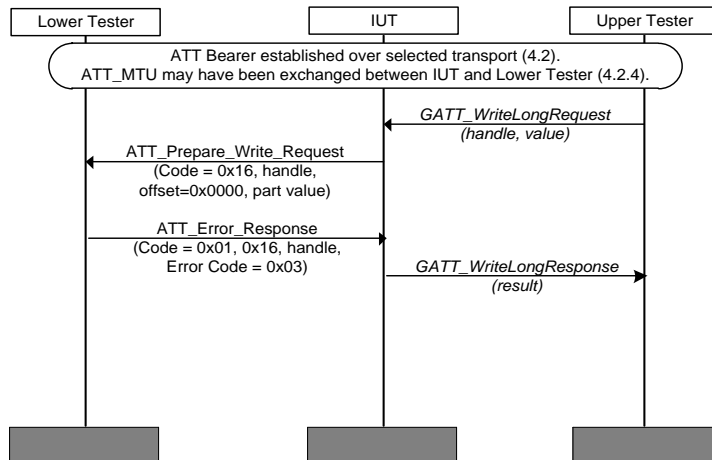 Lower Tester
IUT
Upper Tester
ATT Bearer established over selected transport (4.2).
ATT_MTU may have been exchanged between IUT and Lower Tester (4.2.4).
GATT_WriteLongRequest
(handle, value)
ATT_Prepare_Write_Request
(Code = 0x16, handle,
offset=0x0000, part value)
ATT_Error_Response
(Code = 0x01, 0x16, handle,
Error Code = 0x03)
GATT_WriteLongResponse
(result)